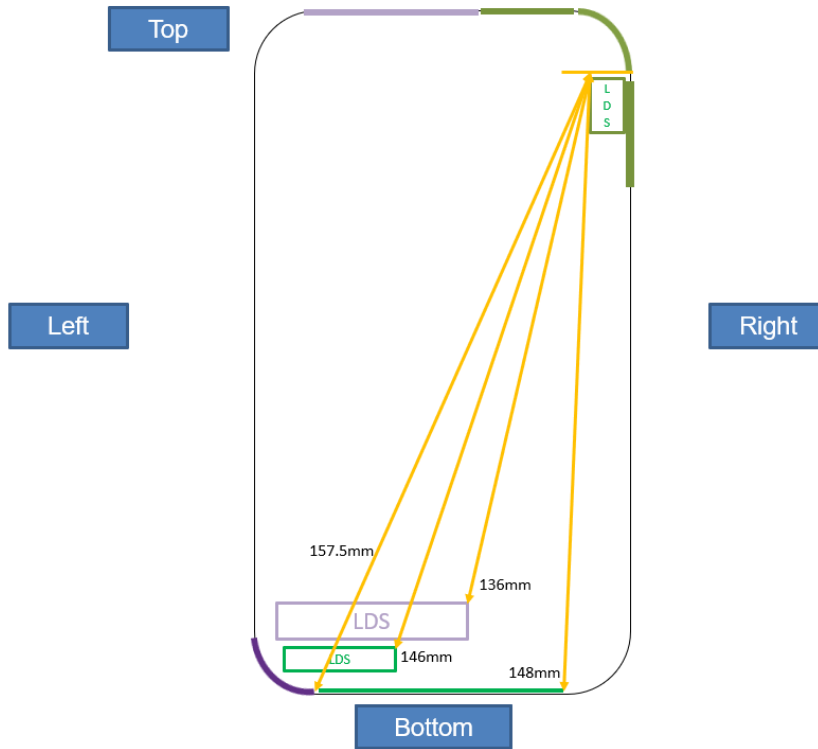 Top
L
D
S
Left
Right
157.5mm
136mm
LDS
LDS
146mm
148mm
Bottom